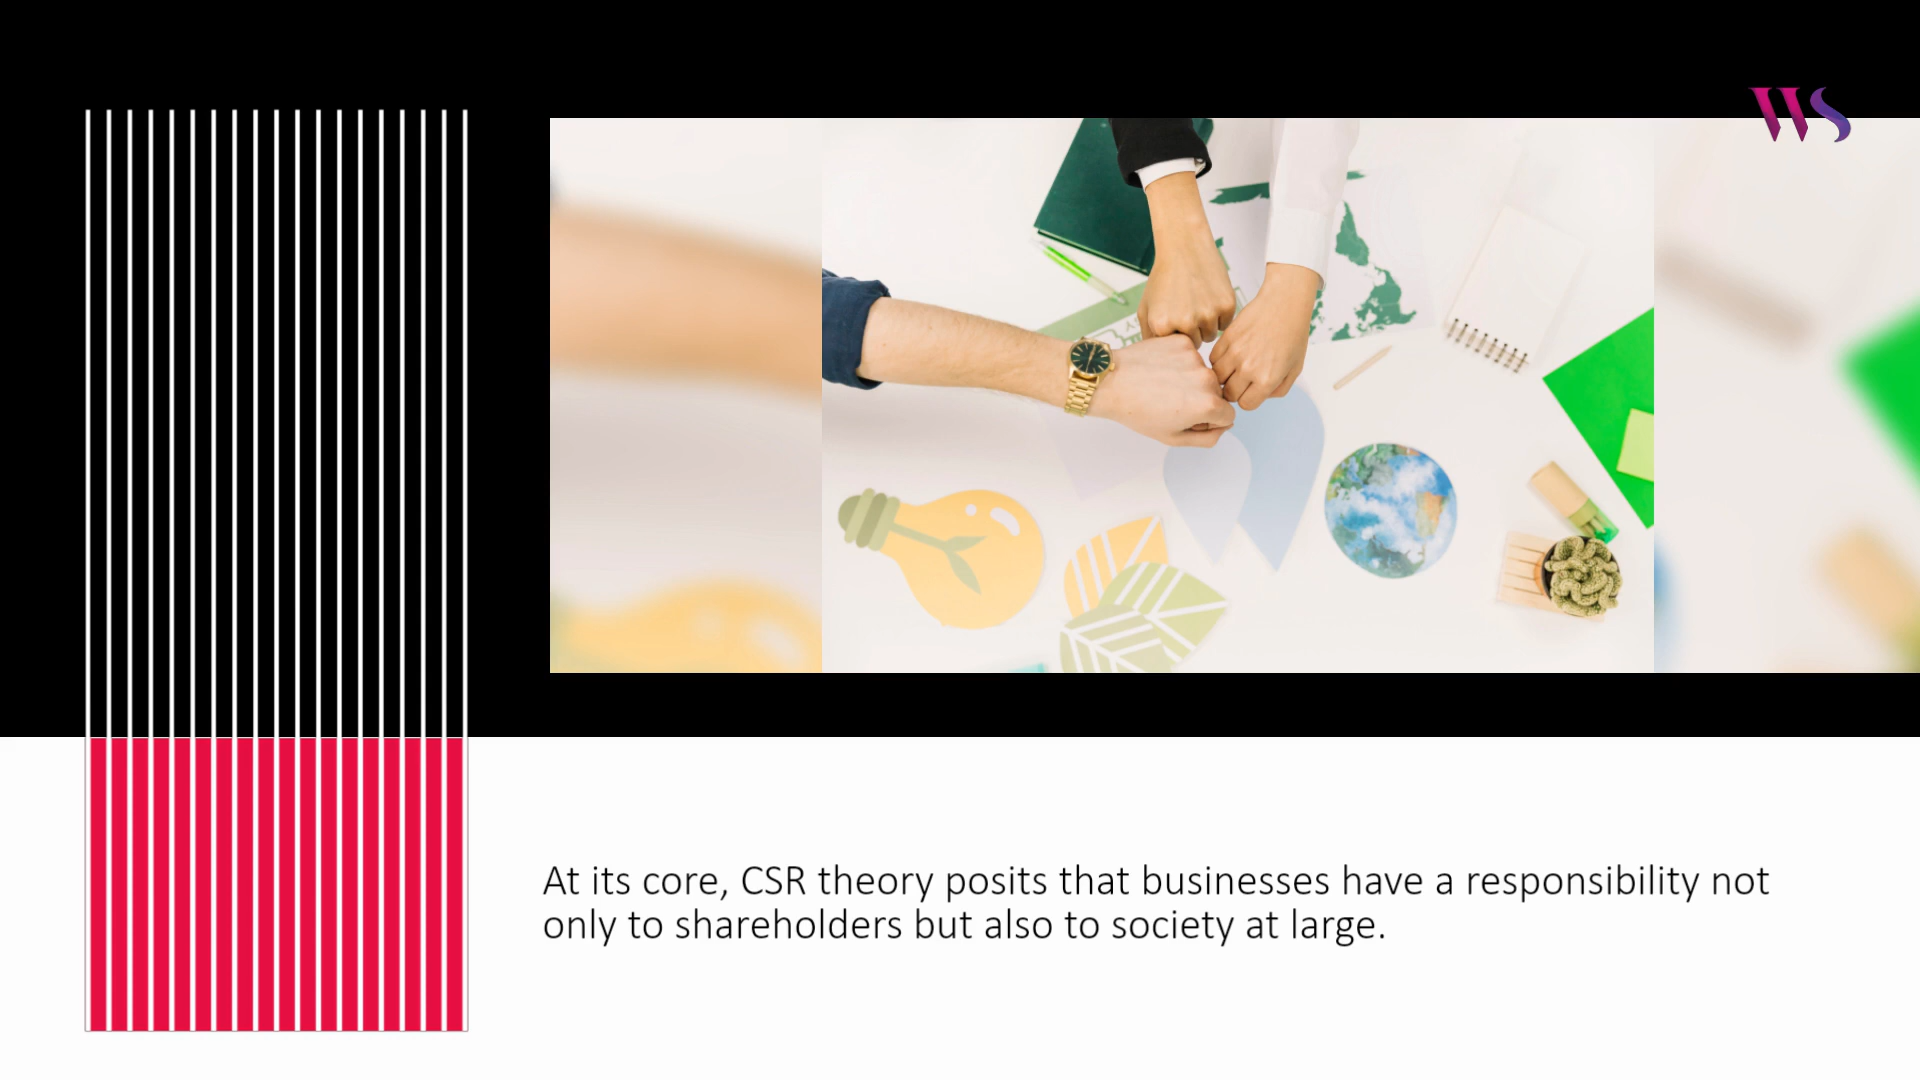 WS
At its core, CSR theory posits that businesses have a responsibility not
only to shareholders but also to society at large.